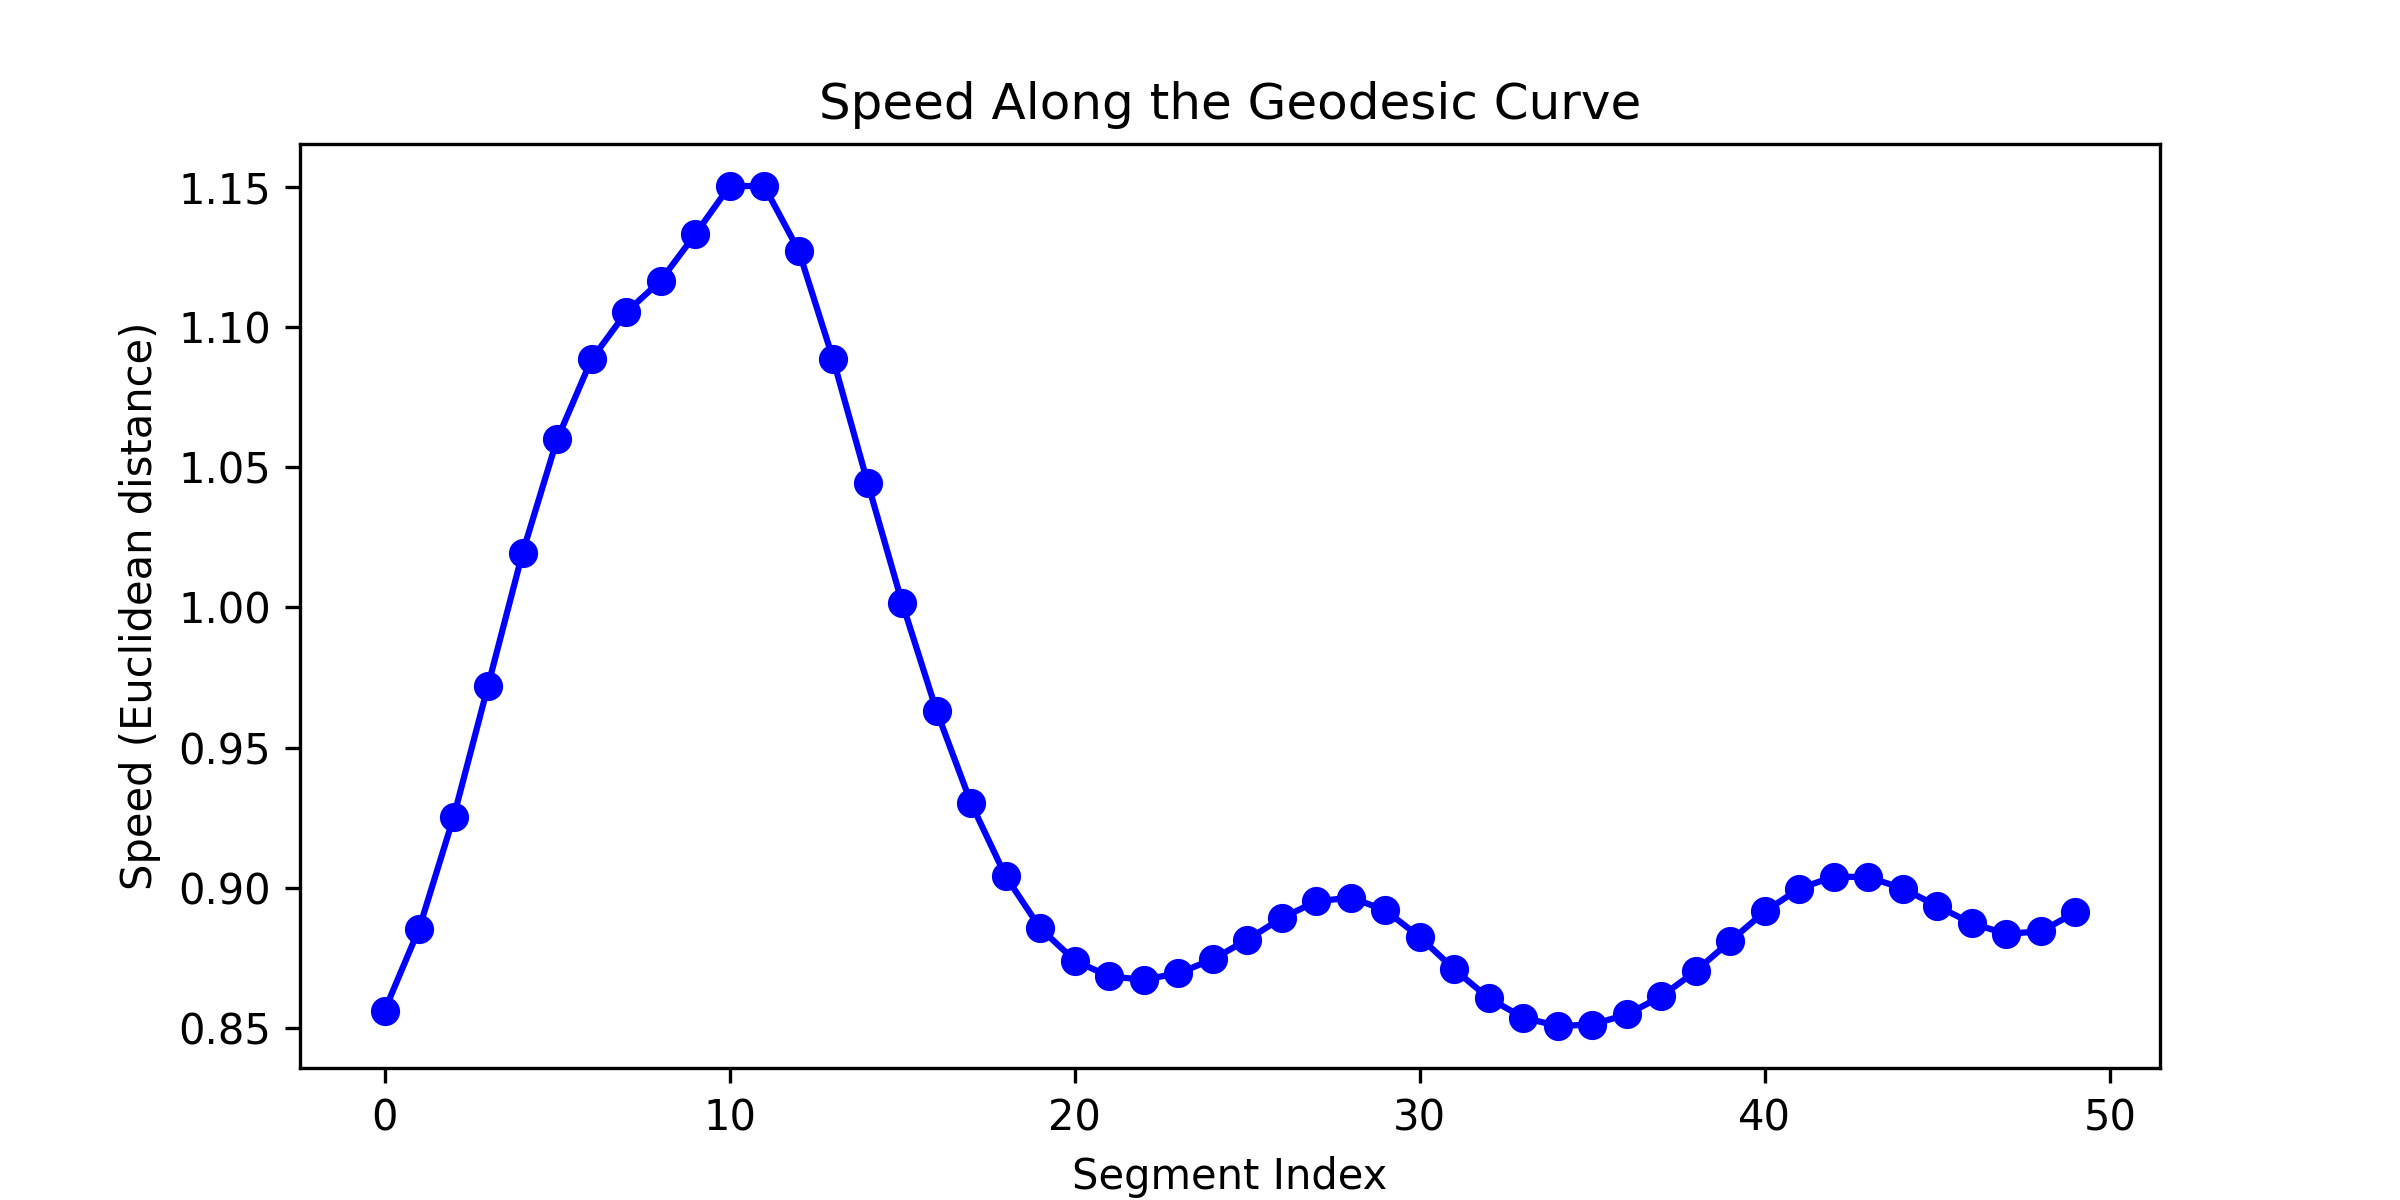 Speed Along the Geodesic Curve
Speed (Euclidean distance)
1.15
1.10
1.05
1.00
0.95
0.90
0.85
0 10 20 30 40 50
Segment Index